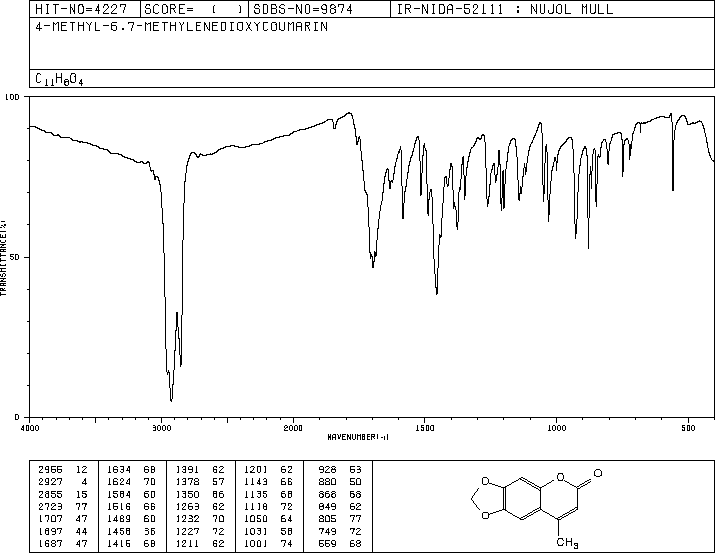 HIT-NO=4227 SCORE= ( ) SDBS-NO=9874 IR-NIDA-52111 : NUJOL MULL
4-METHYL-6,7-METHYLENEDIOXYCOUMARIN
C11H8O4
100
50
0
TRANSMITTANCE(%)
4000 3000 2000 1500 1000 500
WAVENUMBER(-1)
2956 12 1634 68 1391 62 1201 62 928 53
2927 4 1624 70 1378 57 1143 66 880 50
2855 15 1584 60 1350 86 1135 68 868 68
2723 77 1516 66 1263 62 1118 72 849 62
1707 47 1489 60 1232 70 1050 64 805 77
1697 44 1458 36 1227 72 1031 58 749 72
1687 47 1416 68 1211 62 1001 74 559 68
O
O
O
O
CH3